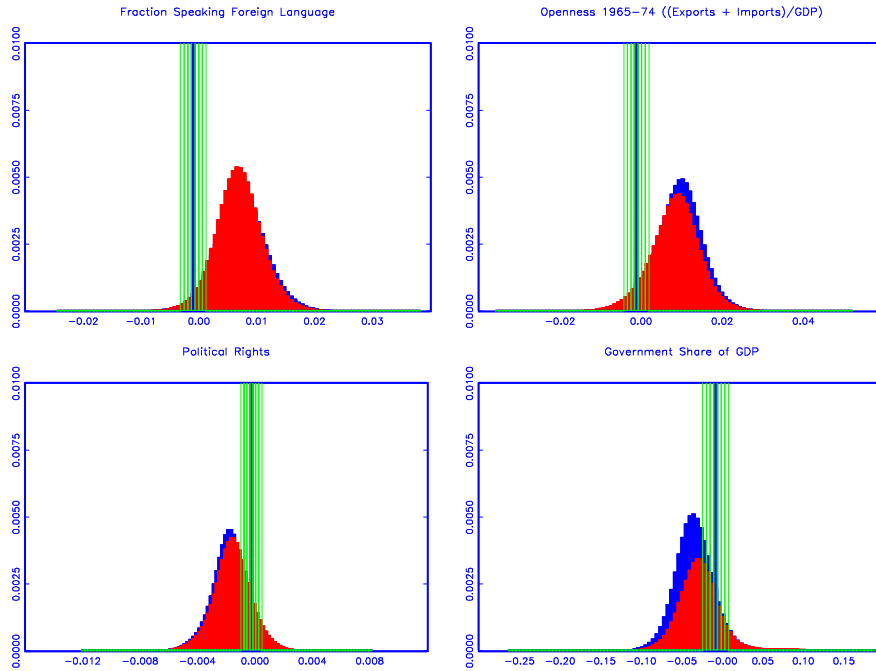 Fraction Speaking Foreign Language
0.0100
0.0075
0.0050
0.0025
0.0000
−0.02 −0.01 0.00 0.01 0.02 0.03
Openness 1965−74 ((Exports + Imports)/GDP)
0.0100
0.0075
0.0050
0.0025
0.0000
−0.02 0.00 0.02 0.04
Political Rights
0.0100
0.0075
0.0050
0.0025
0.0000
−0.012 −0.008 −0.004 0.000 0.004 0.008
Government Share of GDP
0.0100
0.0075
0.0050
0.0025
0.0000
−0.25 −0.20 −0.15 −0.10 −0.05 −0.00 0.05 0.10 0.15